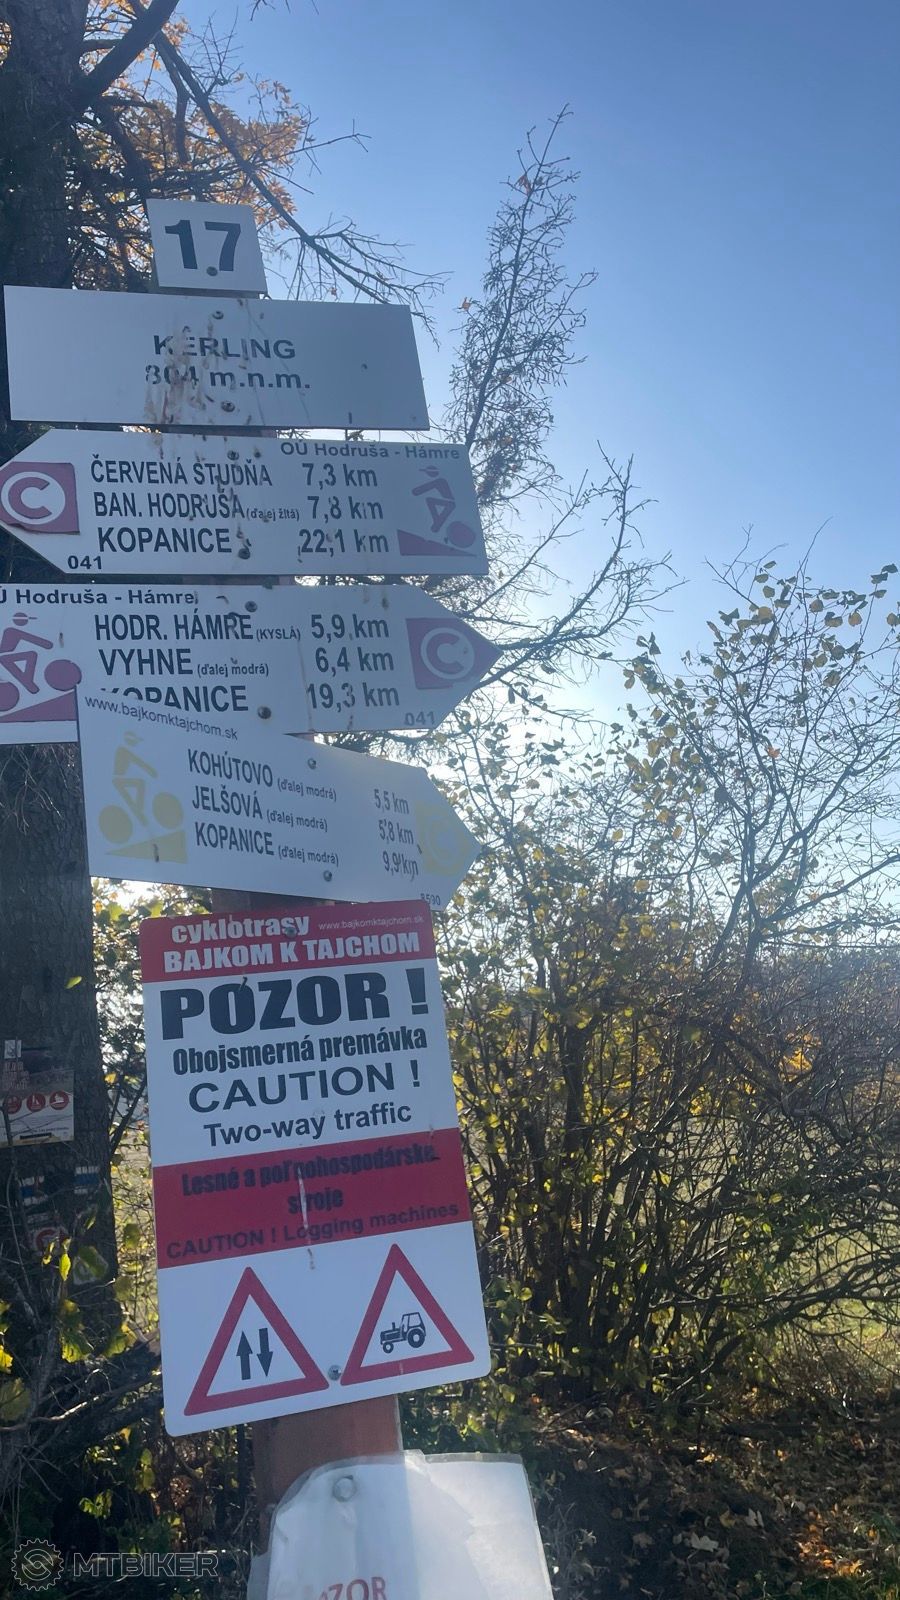 17
KERLING
804 m.n.m.
OÚ Hodruša - Hámre
ČERVENÁ STUDŇA 7,3 km
BAN. HODRUŠA (ďalej žltá) 7,8 km
KOPANICE 22,1 km
C
041
Ú Hodruša - Hámre
HODR. HÁMRE (KYSLÁ) 5,9 km
VYHNE (ďalej modrá) 6,4 km
KOPANICE 19,3 km
C
041
www.bajkomktajchom.sk
KOHÚTOVO (ďalej modrá) 5,5 km
JELŠOVÁ (ďalej modrá) 5,8 km
KOPANICE (ďalej modrá) 9,9 km
C
cyklotrasy www.bajkomktajchom.sk
BAJKOM K TAJCHOM
POZOR !
Obojsmerná premávka
CAUTION !
Two-way traffic
Lesné a poľnohospodárske
stroje
CAUTION ! Logging machines
POZOR
MTBIKER